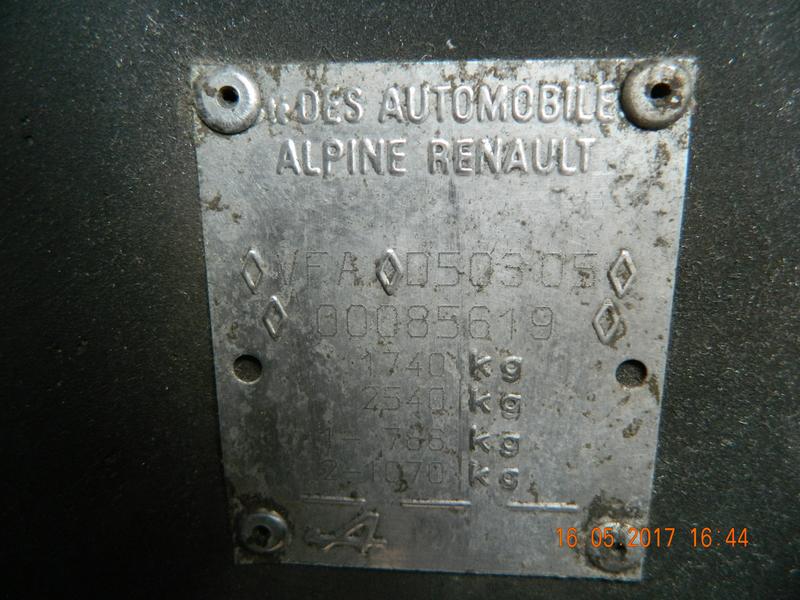 DES AUTOMOBILE
ALPINE RENAULT
VFA D50305
00085619
1740 kg
2540 kg
1- 786 kg
2-1070 kg
A
16.05.2017 16:44